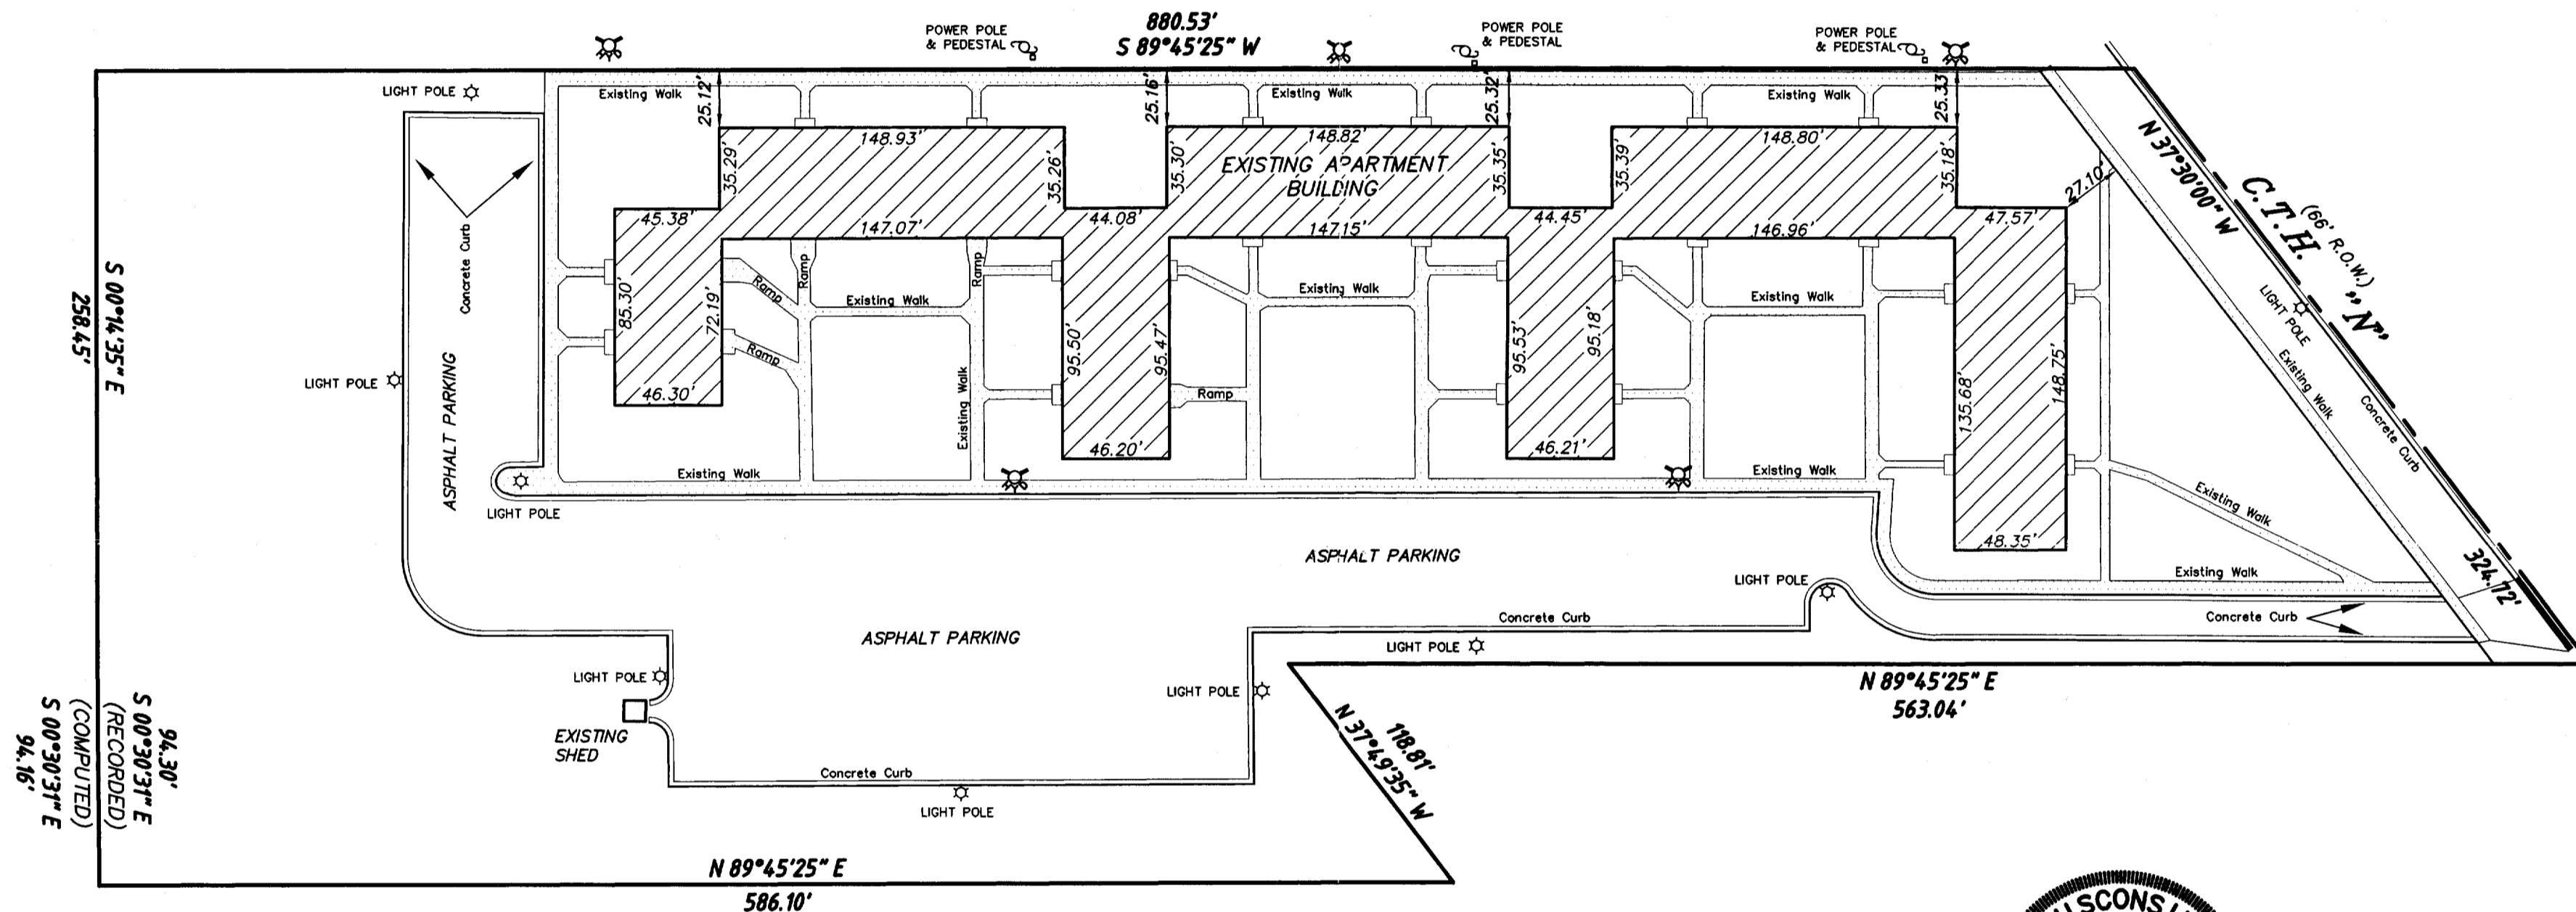 880.53'
S 89°45'25" W
POWER POLE
& PEDESTAL
POWER POLE
& PEDESTAL
POWER POLE
& PEDESTAL
LIGHT POLE
Existing Walk
25.12'
25.16'
Existing Walk
25.32'
Existing Walk
25.33'
148.93'
148.82'
148.80'
35.29'
35.26'
35.30'
EXISTING APARTMENT
BUILDING
35.35'
35.39'
35.18'
27.10'
N 37°30'00" W
C.T.H. "N"
(66' R.O.W.)
45.38'
147.07'
44.08'
147.15'
44.45'
146.96'
47.57'
Concrete Curb
S 00°14'35" E
258.45'
Ramp
Ramp
Ramp
Ramp
85.30'
72.19'
Existing Walk
Existing Walk
Existing Walk
LIGHT POLE
Existing Walk
Concrete Curb
95.50'
95.47'
95.53'
95.18'
135.68'
148.75'
LIGHT POLE
ASPHALT PARKING
46.30'
Existing Walk
Ramp
46.20'
46.21'
Existing Walk
Existing Walk
Existing Walk
LIGHT POLE
48.35'
ASPHALT PARKING
324.72'
LIGHT POLE
Existing Walk
Concrete Curb
Concrete Curb
ASPHALT PARKING
LIGHT POLE
LIGHT POLE
LIGHT POLE
N 89°45'25" E
563.04'
94.30'
S 00°30'31" E
(RECORDED)
(COMPUTED)
S 00°30'31" E
94.16'
EXISTING
SHED
118.81'
N 37°49'35" W
Concrete Curb
LIGHT POLE
N 89°45'25" E
586.10'